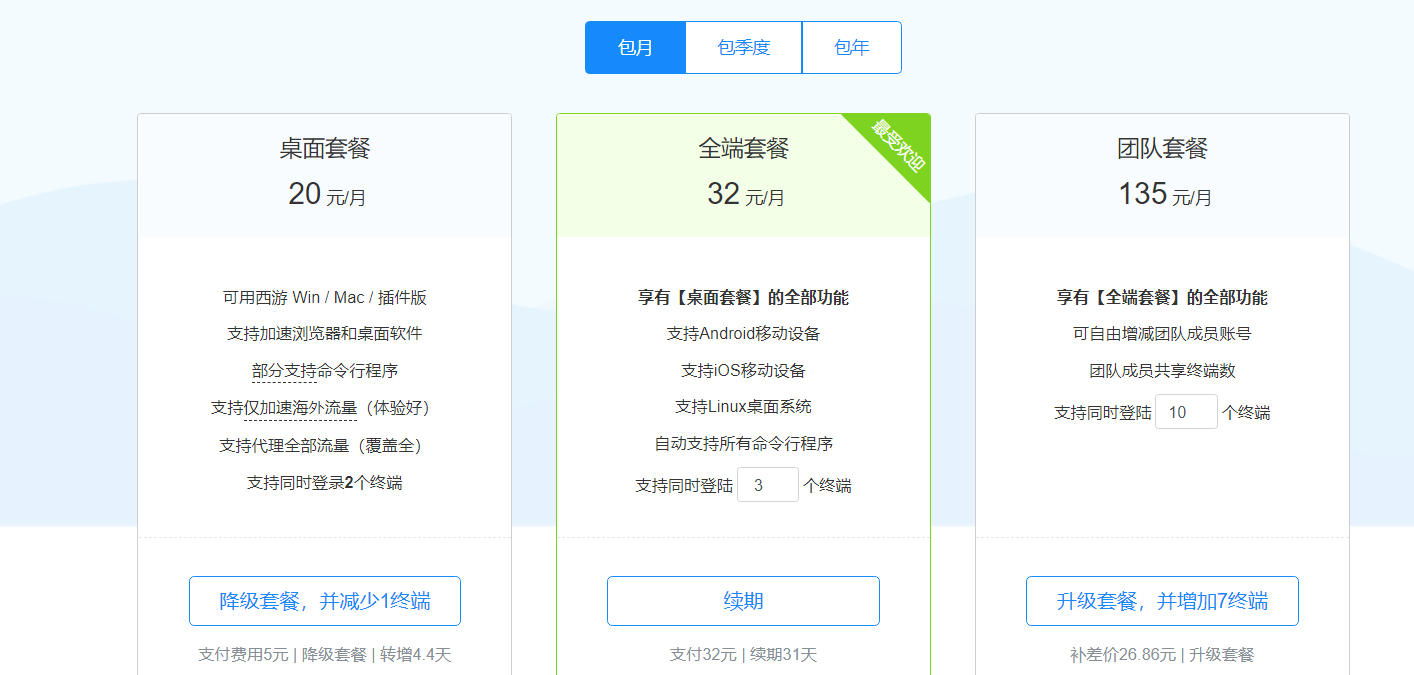 包月
包季度
包年
桌面套餐
20 元/月
可用西游 Win / Mac / 插件版
支持加速浏览器和桌面软件
部分支持命令行程序
支持仅加速海外流量（体验好）
支持代理全部流量（覆盖全）
支持同时登录2个终端
降级套餐，并减少1终端
支付费用5元 | 降级套餐 | 转增4.4天
最受欢迎
全端套餐
32 元/月
享有【桌面套餐】的全部功能
支持Android移动设备
支持iOS移动设备
支持Linux桌面系统
自动支持所有命令行程序
支持同时登陆 3 个终端
续期
支付32元 | 续期31天
团队套餐
135 元/月
享有【全端套餐】的全部功能
可自由增减团队成员账号
团队成员共享终端数
支持同时登陆 10 个终端
升级套餐，并增加7终端
补差价26.86元 | 升级套餐